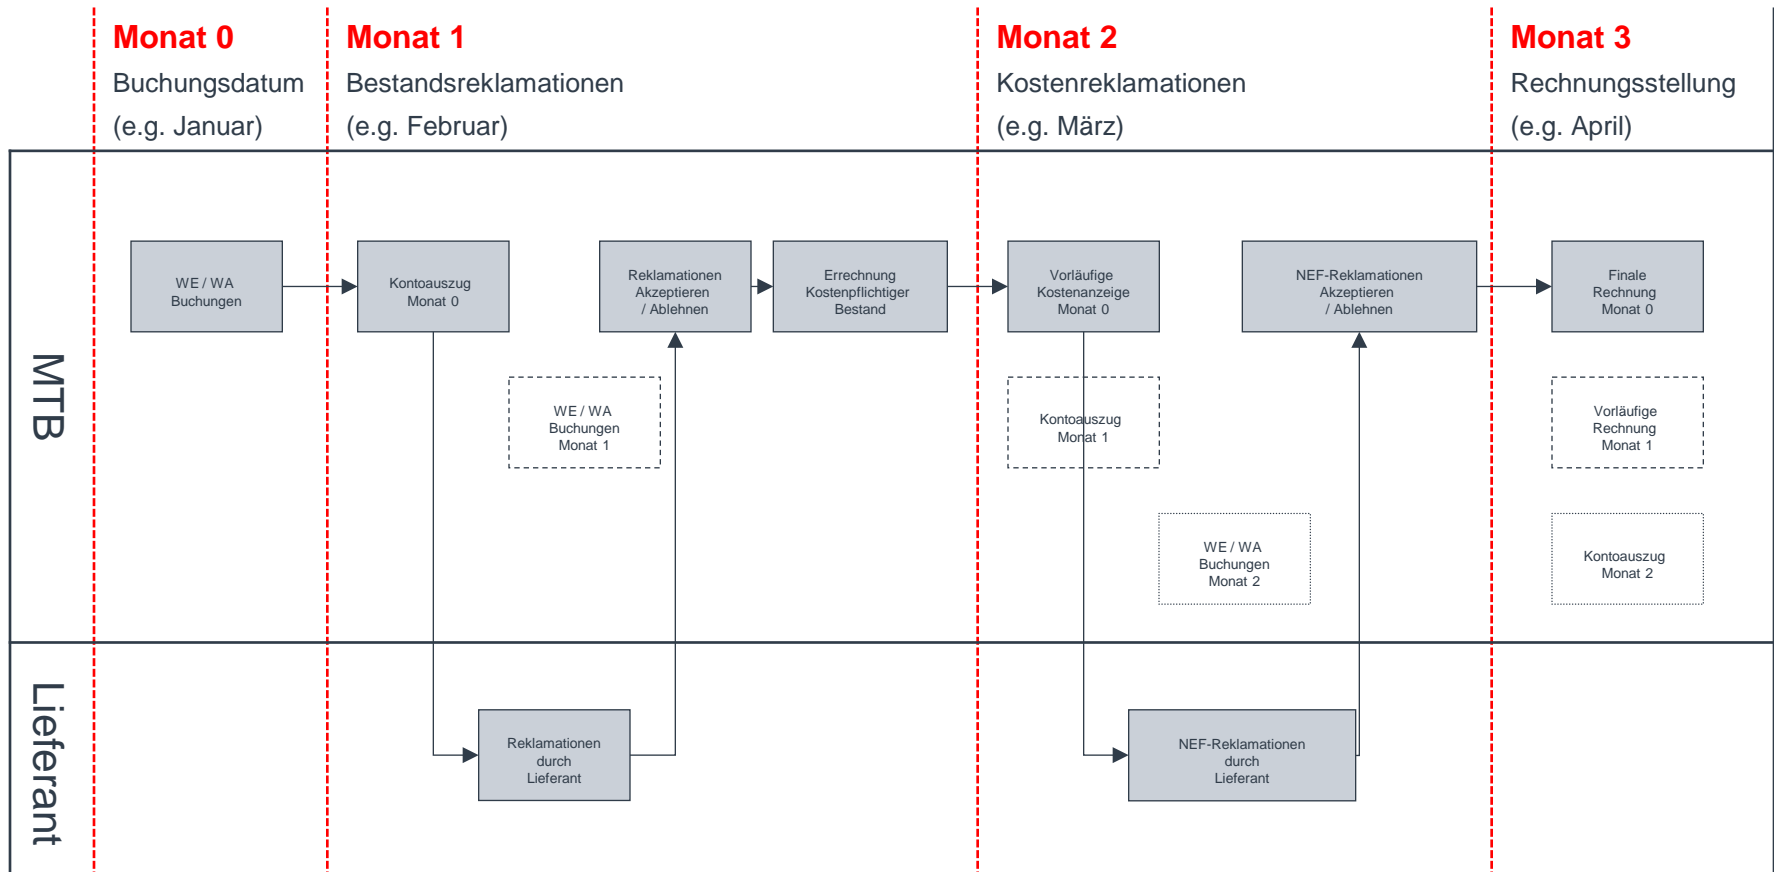 Monat 0
Buchungsdatum
(e.g. Januar)
Monat 1
Bestandsreklamationen
(e.g. Februar)
Monat 2
Kostenreklamationen
(e.g. März)
Monat 3
Rechnungsstellung
(e.g. April)
MTB
WE / WA
Buchungen
Kontoauszug
Monat 0
Reklamationen
Akzeptieren
/ Ablehnen
Errechnung
Kostenpflichtiger
Bestand
Vorläufige
Kostenanzeige
Monat 0
NEF-Reklamationen
Akzeptieren
/ Ablehnen
Finale
Rechnung
Monat 0
WE / WA
Buchungen
Monat 1
Kontoauszug
Monat 1
Vorläufige
Rechnung
Monat 1
WE / WA
Buchungen
Monat 2
Kontoauszug
Monat 2
Lieferant
Reklamationen
durch
Lieferant
NEF-Reklamationen
durch
Lieferant